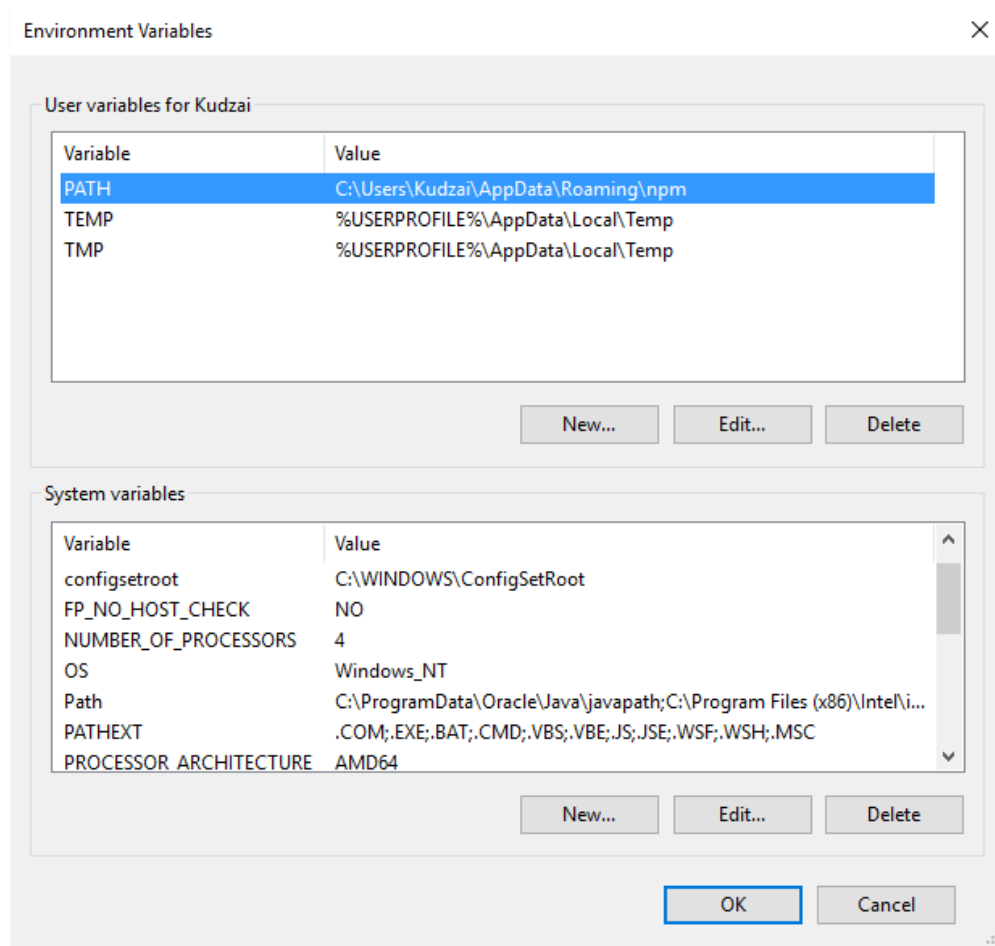 Environment Variables
User variables for Kudzai
Variable Value
PATH C:\Users\Kudzai\AppData\Roaming\npm
TEMP %USERPROFILE%\AppData\Local\Temp
TMP %USERPROFILE%\AppData\Local\Temp
New... Edit... Delete
System variables
Variable Value
configsetroot C:\WINDOWS\ConfigSetRoot
FP_NO_HOST_CHECK NO
NUMBER_OF_PROCESSORS 4
OS Windows_NT
Path C:\ProgramData\Oracle\Java\javapath;C:\Program Files (x86)\Intel\i...
PATHEXT .COM;.EXE;.BAT;.CMD;.VBS;.VBE;.JS;.JSE;.WSF;.WSH;.MSC
PROCESSOR_ARCHITECTURE AMD64
New... Edit... Delete
OK Cancel